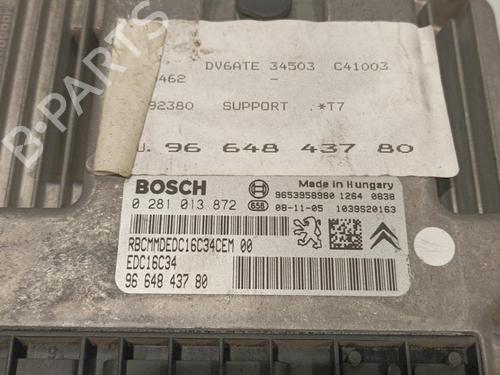 DV6ATE 34503 C41003
462 -
92380 SUPPORT .*T7
96 648 437 80
BOSCH
Made in Hungary
0 281 013 872
658
9653958980 1264 0838
08-11-05 1039S20163
RBCMMDEDC16C34CEM 00
EDC16C34
96 648 437 80
B-PARTS